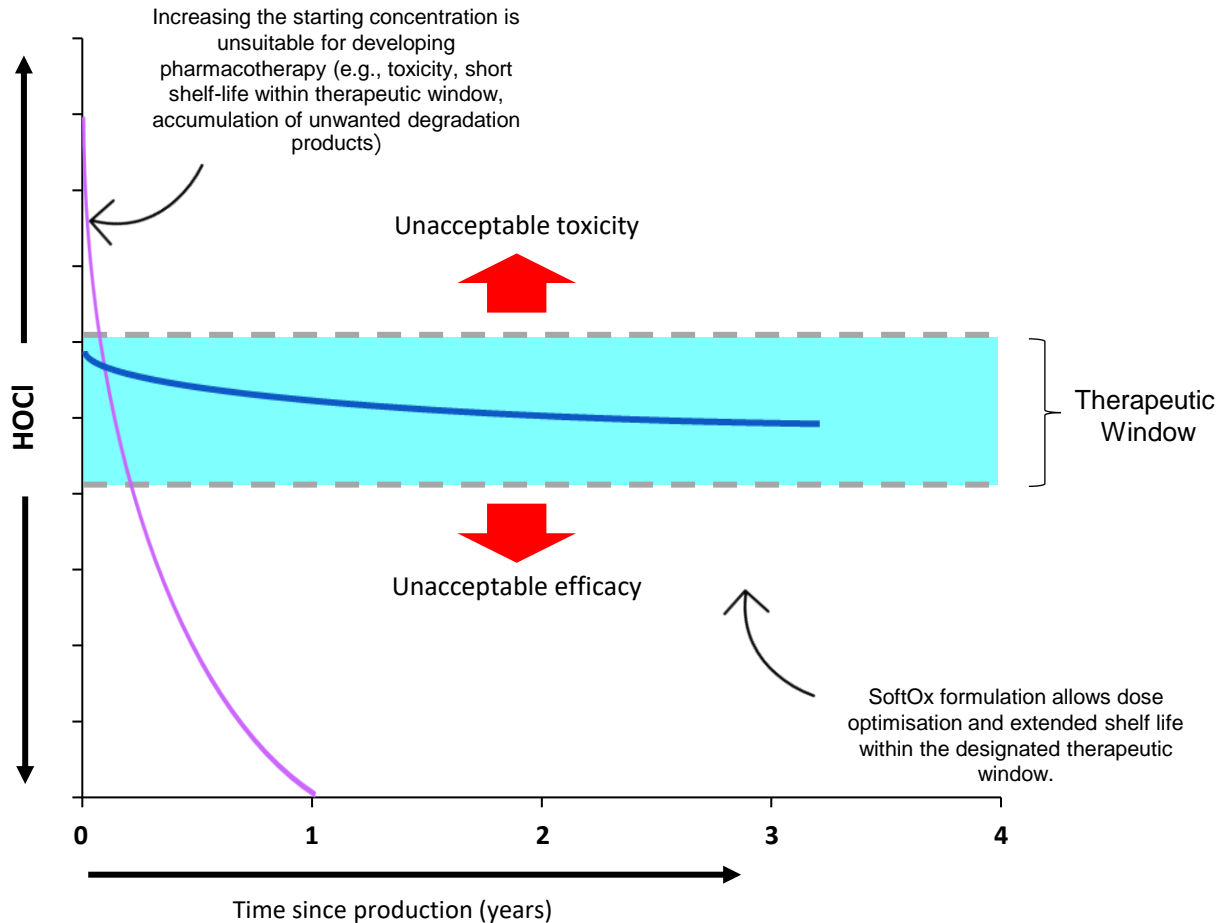 Increasing the starting concentration is
unsuitable for developing
pharmacotherapy (e.g., toxicity, short
shelf-life within therapeutic window,
accumulation of unwanted degradation
products)
Unacceptable toxicity
HOCl
Therapeutic
Window
Unacceptable efficacy
SoftOx formulation allows dose
optimisation and extended shelf life
within the designated therapeutic
window.
0 1 2 3 4
Time since production (years)